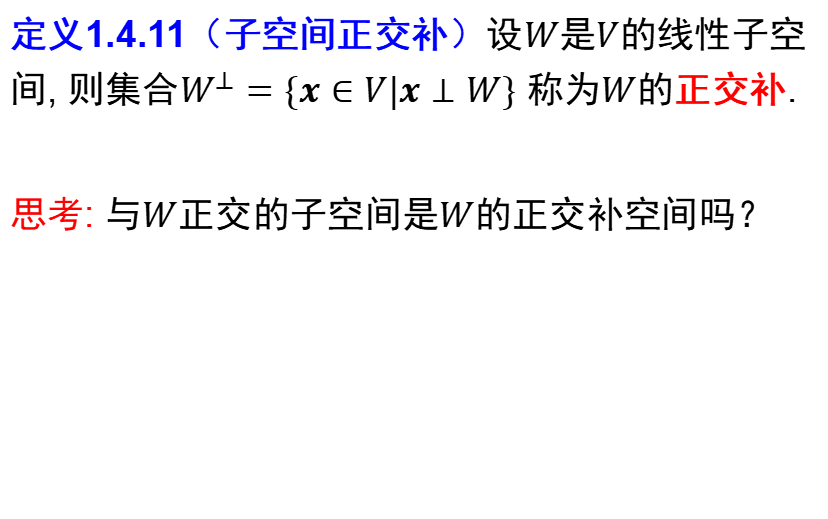 定义1.4.11（子空间正交补）设W是V的线性子空
间, 则集合W⊥ = {x ∈ V|x ⊥ W} 称为W的正交补.
思考: 与W正交的子空间是W的正交补空间吗？